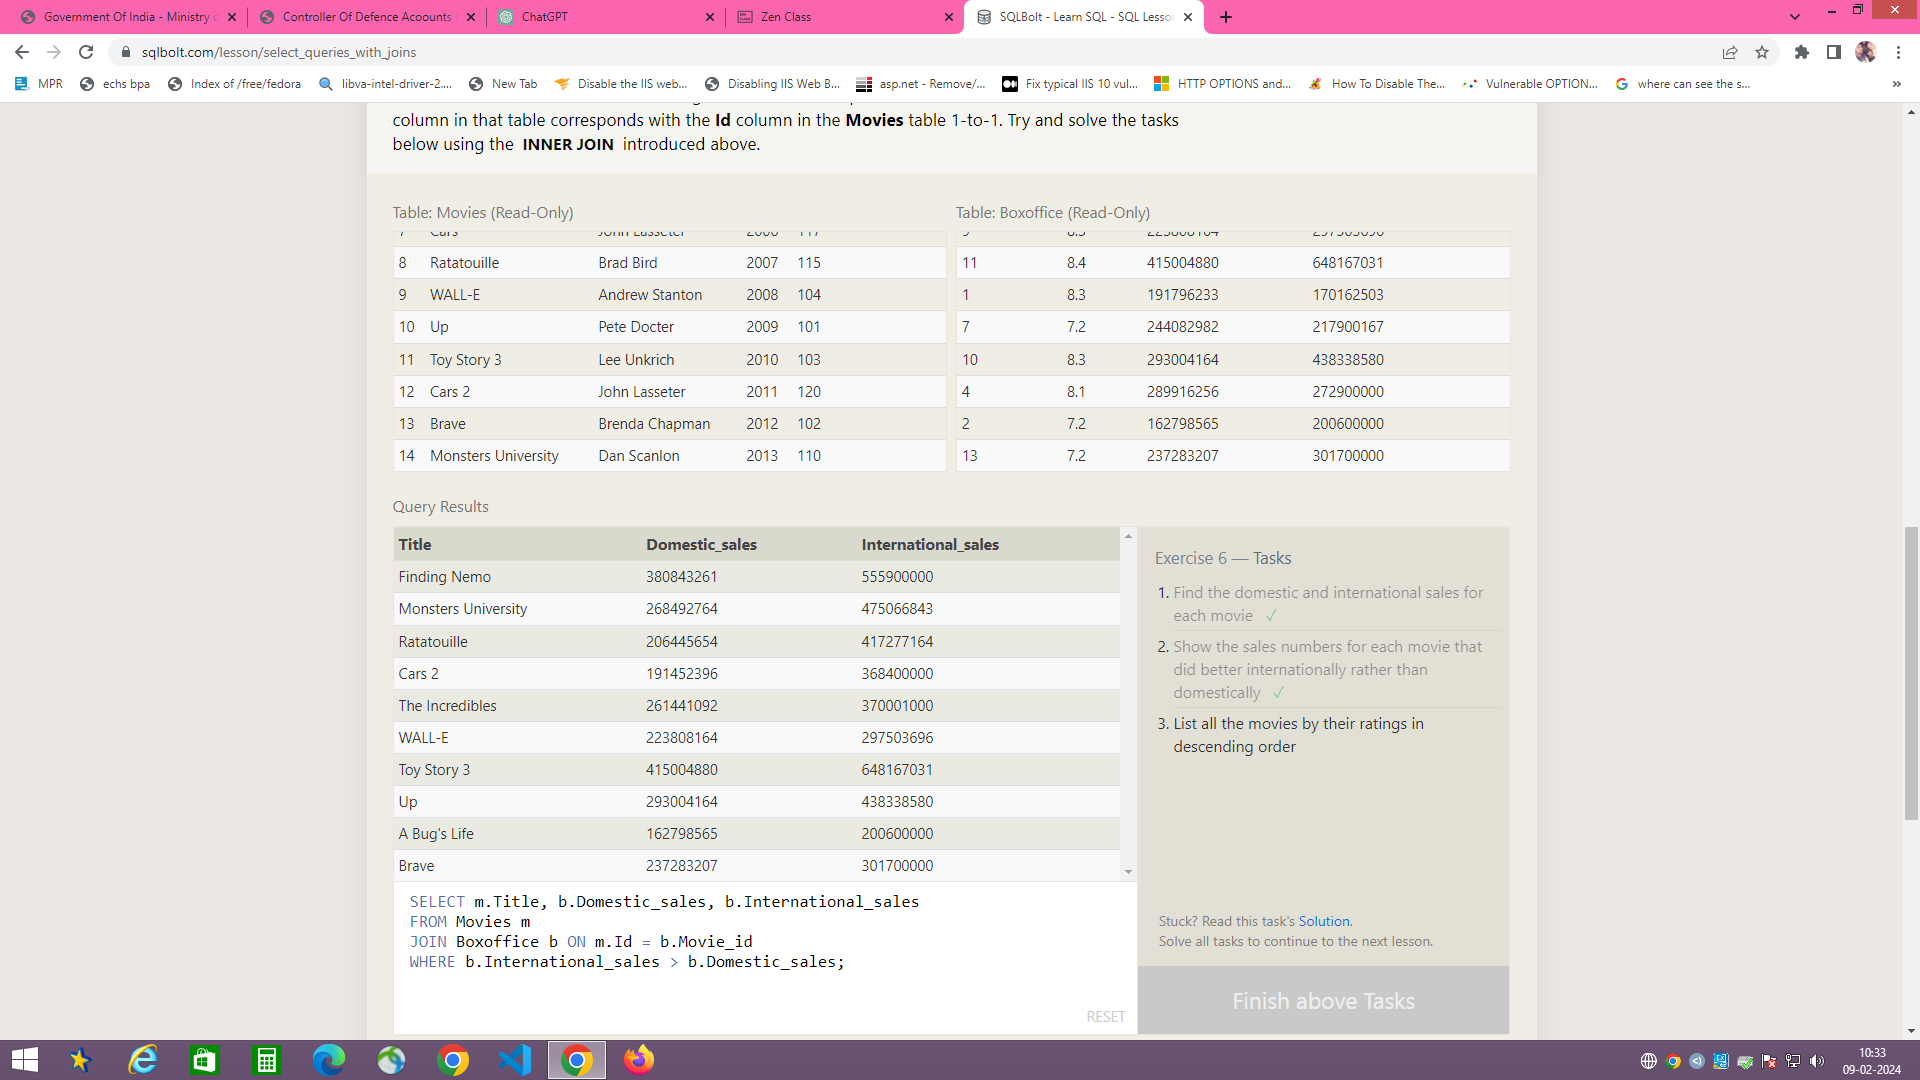 Government Of India - Ministry c
Controller Of Defence Acoounts
ChatGPT
Zen Class
SQLBolt - Learn SQL - SQL Lesso
sqlbolt.com/lesson/select_queries_with_joins
MPR
echs bpa
Index of /free/fedora
libva-intel-driver-2....
New Tab
Disable the IIS web...
Disabling IIS Web B...
asp.net - Remove/...
Fix typical IIS 10 vul...
HTTP OPTIONS and...
How To Disable The...
Vulnerable OPTION...
where can see the s...
column in that table corresponds with the Id column in the Movies table 1-to-1. Try and solve the tasks
below using the INNER JOIN introduced above.
Table: Movies (Read-Only)
7 Cars John Lasseter 2006 117
8 Ratatouille Brad Bird 2007 115
9 WALL-E Andrew Stanton 2008 104
10 Up Pete Docter 2009 101
11 Toy Story 3 Lee Unkrich 2010 103
12 Cars 2 John Lasseter 2011 120
13 Brave Brenda Chapman 2012 102
14 Monsters University Dan Scanlon 2013 110
Table: Boxoffice (Read-Only)
9 8.5 223808164 297503696
11 8.4 415004880 648167031
1 8.3 191796233 170162503
7 7.2 244082982 217900167
10 8.3 293004164 438338580
4 8.1 289916256 272900000
2 7.2 162798565 200600000
13 7.2 237283207 301700000
Query Results
Title Domestic_sales International_sales
Finding Nemo 380843261 555900000
Monsters University 268492764 475066843
Ratatouille 206445654 417277164
Cars 2 191452396 368400000
The Incredibles 261441092 370001000
WALL-E 223808164 297503696
Toy Story 3 415004880 648167031
Up 293004164 438338580
A Bug's Life 162798565 200600000
Brave 237283207 301700000
SELECT m.Title, b.Domestic_sales, b.International_sales
FROM Movies m
JOIN Boxoffice b ON m.Id = b.Movie_id
WHERE b.International_sales > b.Domestic_sales;
RESET
Exercise 6 — Tasks
1. Find the domestic and international sales for
each movie ✓
2. Show the sales numbers for each movie that
did better internationally rather than
domestically ✓
3. List all the movies by their ratings in
descending order
Stuck? Read this task's Solution.
Solve all tasks to continue to the next lesson.
Finish above Tasks
10:33
09-02-2024